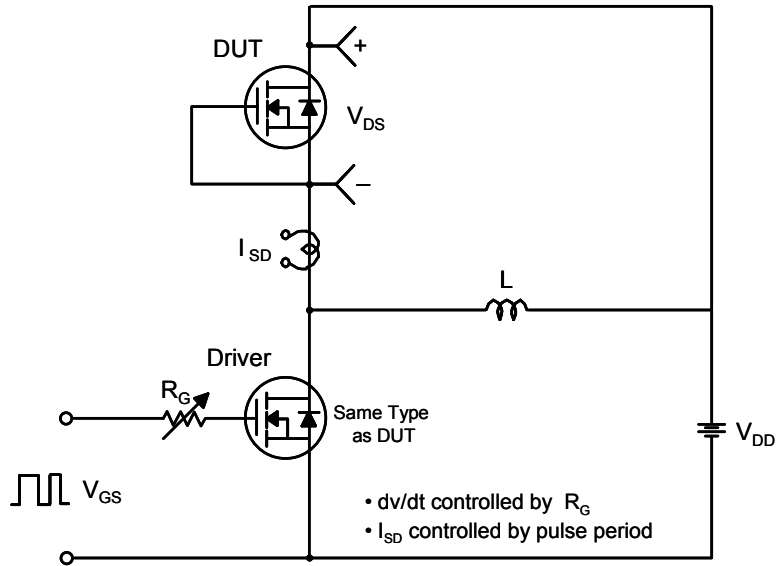 DUT
+
VDS
–
ISD
L
Driver
RG
Same Type
as DUT
VDD
VGS
• dv/dt controlled by RG
• ISD controlled by pulse period